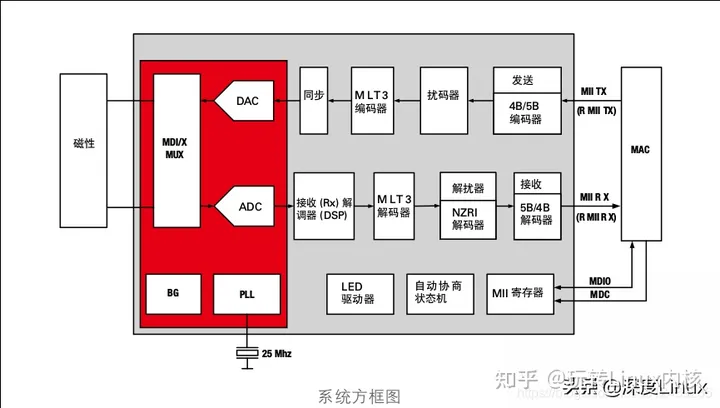 磁性
MDI/X
MUX
DAC
同步
MLT3
编码器
扰码器
发送
4B/5B
编码器
MII TX
(R MII TX)
MAC
ADC
接收 (Rx) 解
调器 (DSP)
MLT3
解码器
解扰器
NZRI
解码器
接收
5B/4B
解码器
MII R X
(R MII R X)
BG
PLL
LED
驱动器
自动协商
状态机
MII 寄存器
MDIO
MDC
25 Mhz
系统方框图
知乎 @玩转Linux内核
头条 @深度Linux